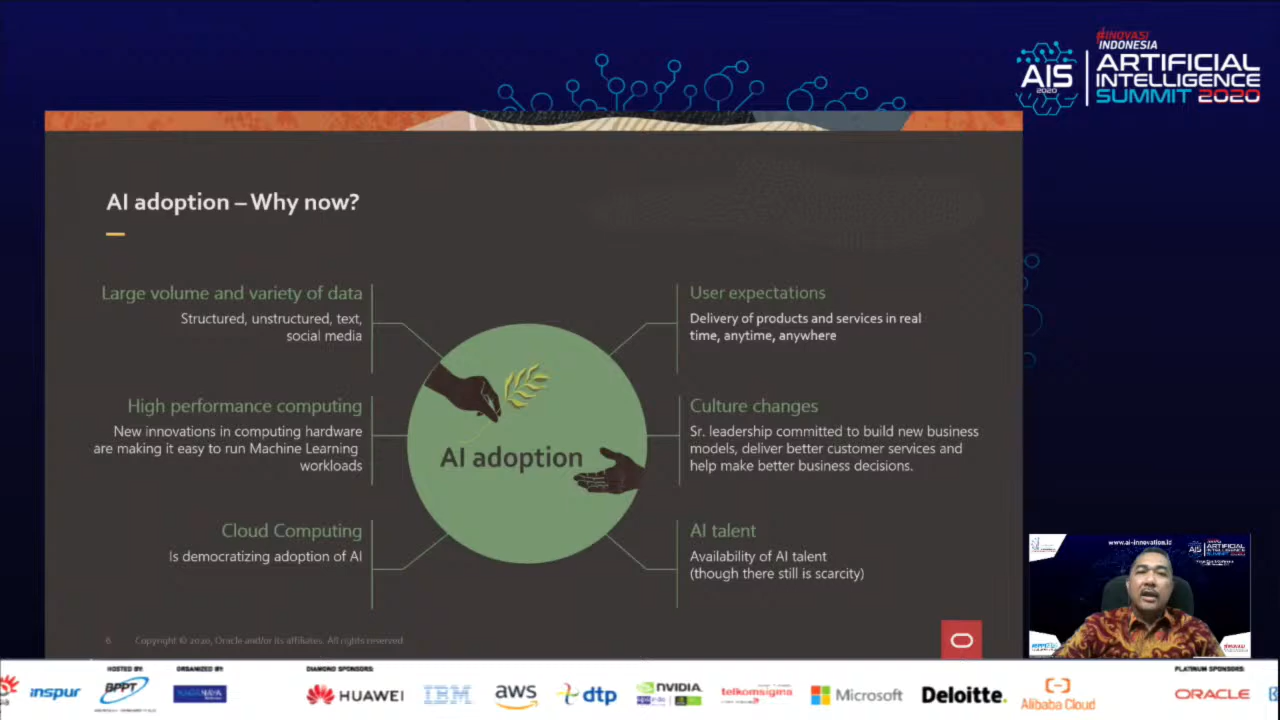 #INOVASI
INDONESIA
AIS
2020
ARTIFICIAL
INTELLIGENCE
SUMMIT 2020
AI adoption – Why now?
Large volume and variety of data
Structured, unstructured, text,
social media
High performance computing
New innovations in computing hardware
are making it easy to run Machine Learning
workloads
Cloud Computing
Is democratizing adoption of AI
AI adoption
User expectations
Delivery of products and services in real
time, anytime, anywhere
Culture changes
Sr. leadership committed to build new business
models, deliver better customer services and
help make better business decisions.
AI talent
Availability of AI talent
(though there still is scarcity)
6 Copyright © 2020, Oracle and/or its affiliates. All rights reserved.
www.ai-innovation.id
AIS
ARTIFICIAL
INTELLIGENCE
SUMMIT 2020
HOSTED BY:
ORGANIZED BY:
DIAMOND SPONSORS:
PLATINUM SPONSORS:
inspur
BPPT
HUAWEI
IBM
aws
dtp
NVIDIA
telkomsigma
Microsoft
Deloitte.
Alibaba Cloud
ORACLE